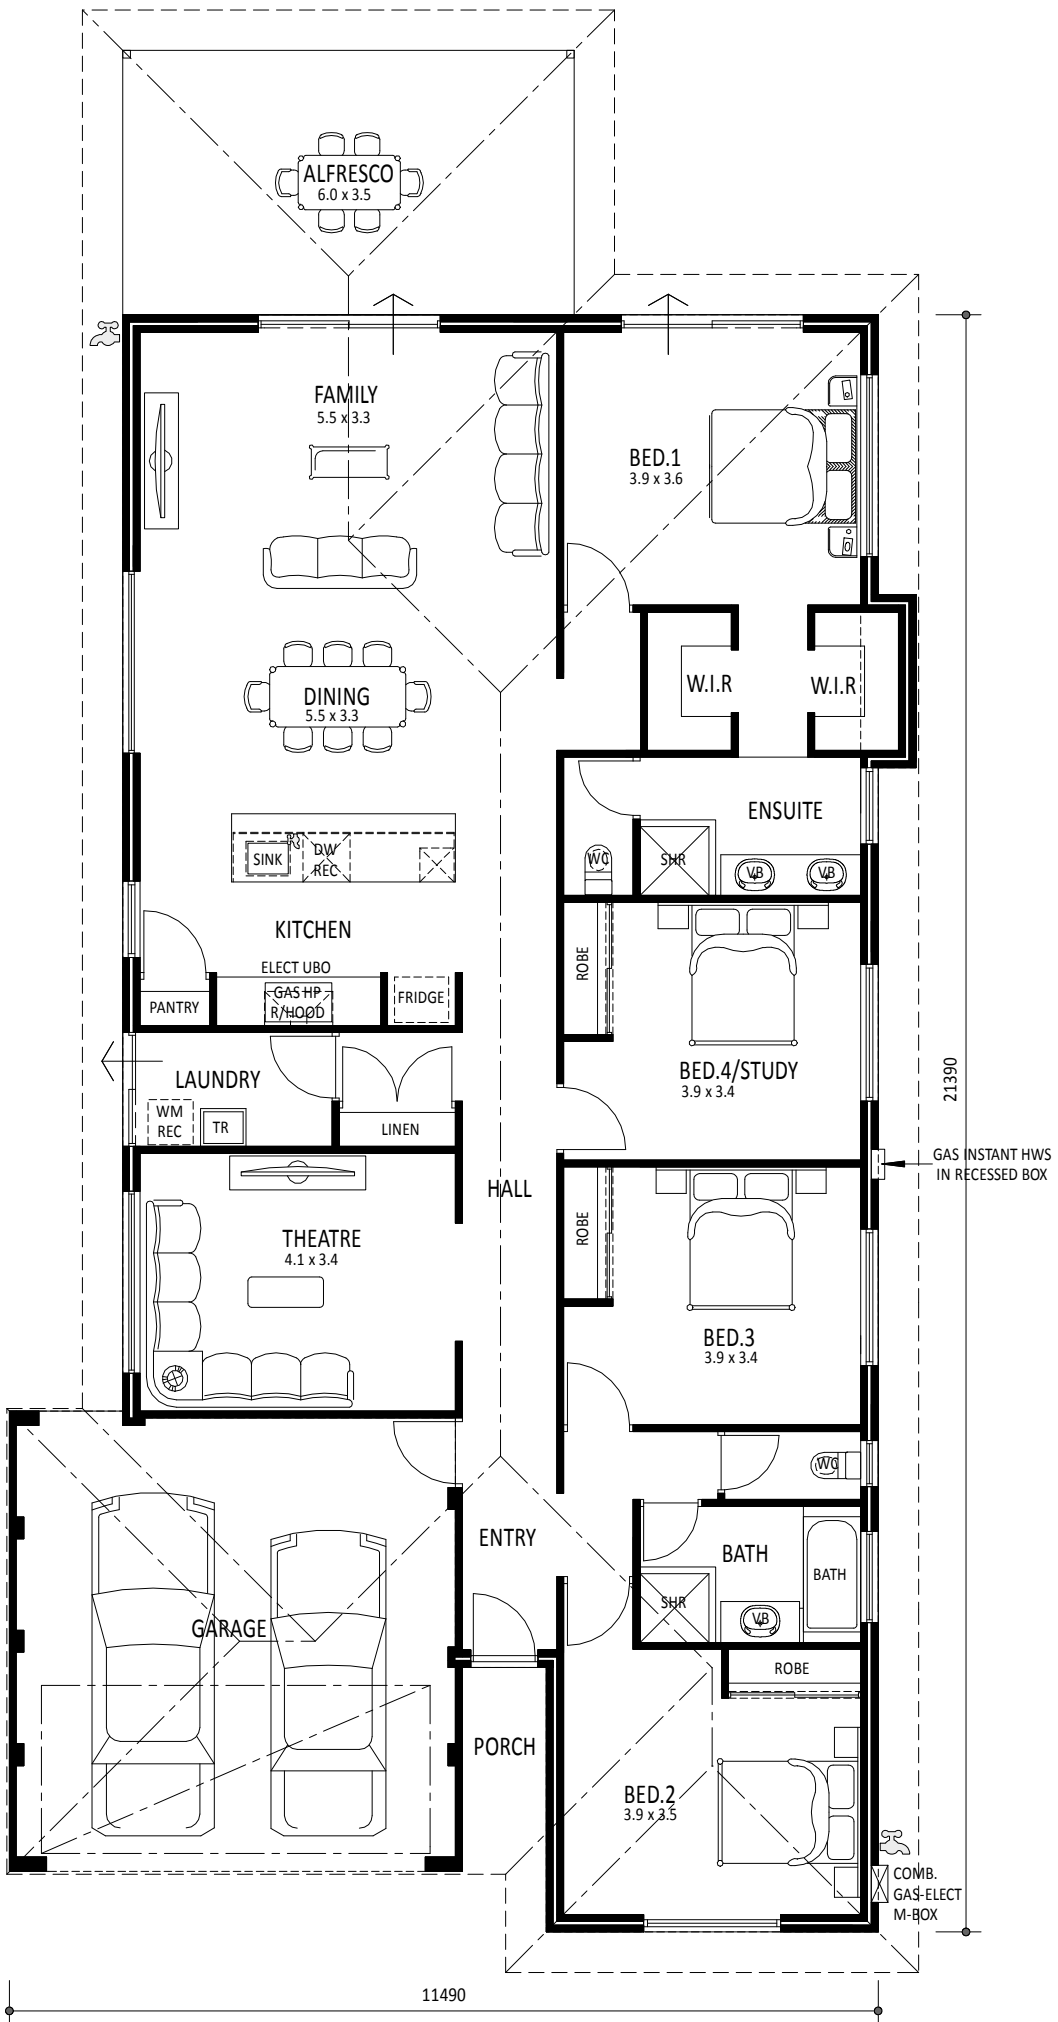 ALFRESCO
6.0 x 3.5
FAMILY
5.5 x 3.3
BED.1
3.9 x 3.6
DINING
5.5 x 3.3
W.I.R
W.I.R
ENSUITE
WC
SHR
VB
VB
SINK
DW
REC
KITCHEN
ELECT UBO
GAS HP
R/HOOD
PANTRY
FRIDGE
ROBE
BED.4/STUDY
3.9 x 3.4
LAUNDRY
WM
REC
TR
LINEN
21390
GAS INSTANT HWS
IN RECESSED BOX
HALL
THEATRE
4.1 x 3.4
ROBE
BED.3
3.9 x 3.4
WC
ENTRY
BATH
BATH
SHR
VB
GARAGE
ROBE
PORCH
BED.2
3.9 x 3.5
COMB.
GAS-ELECT
M-BOX
11490